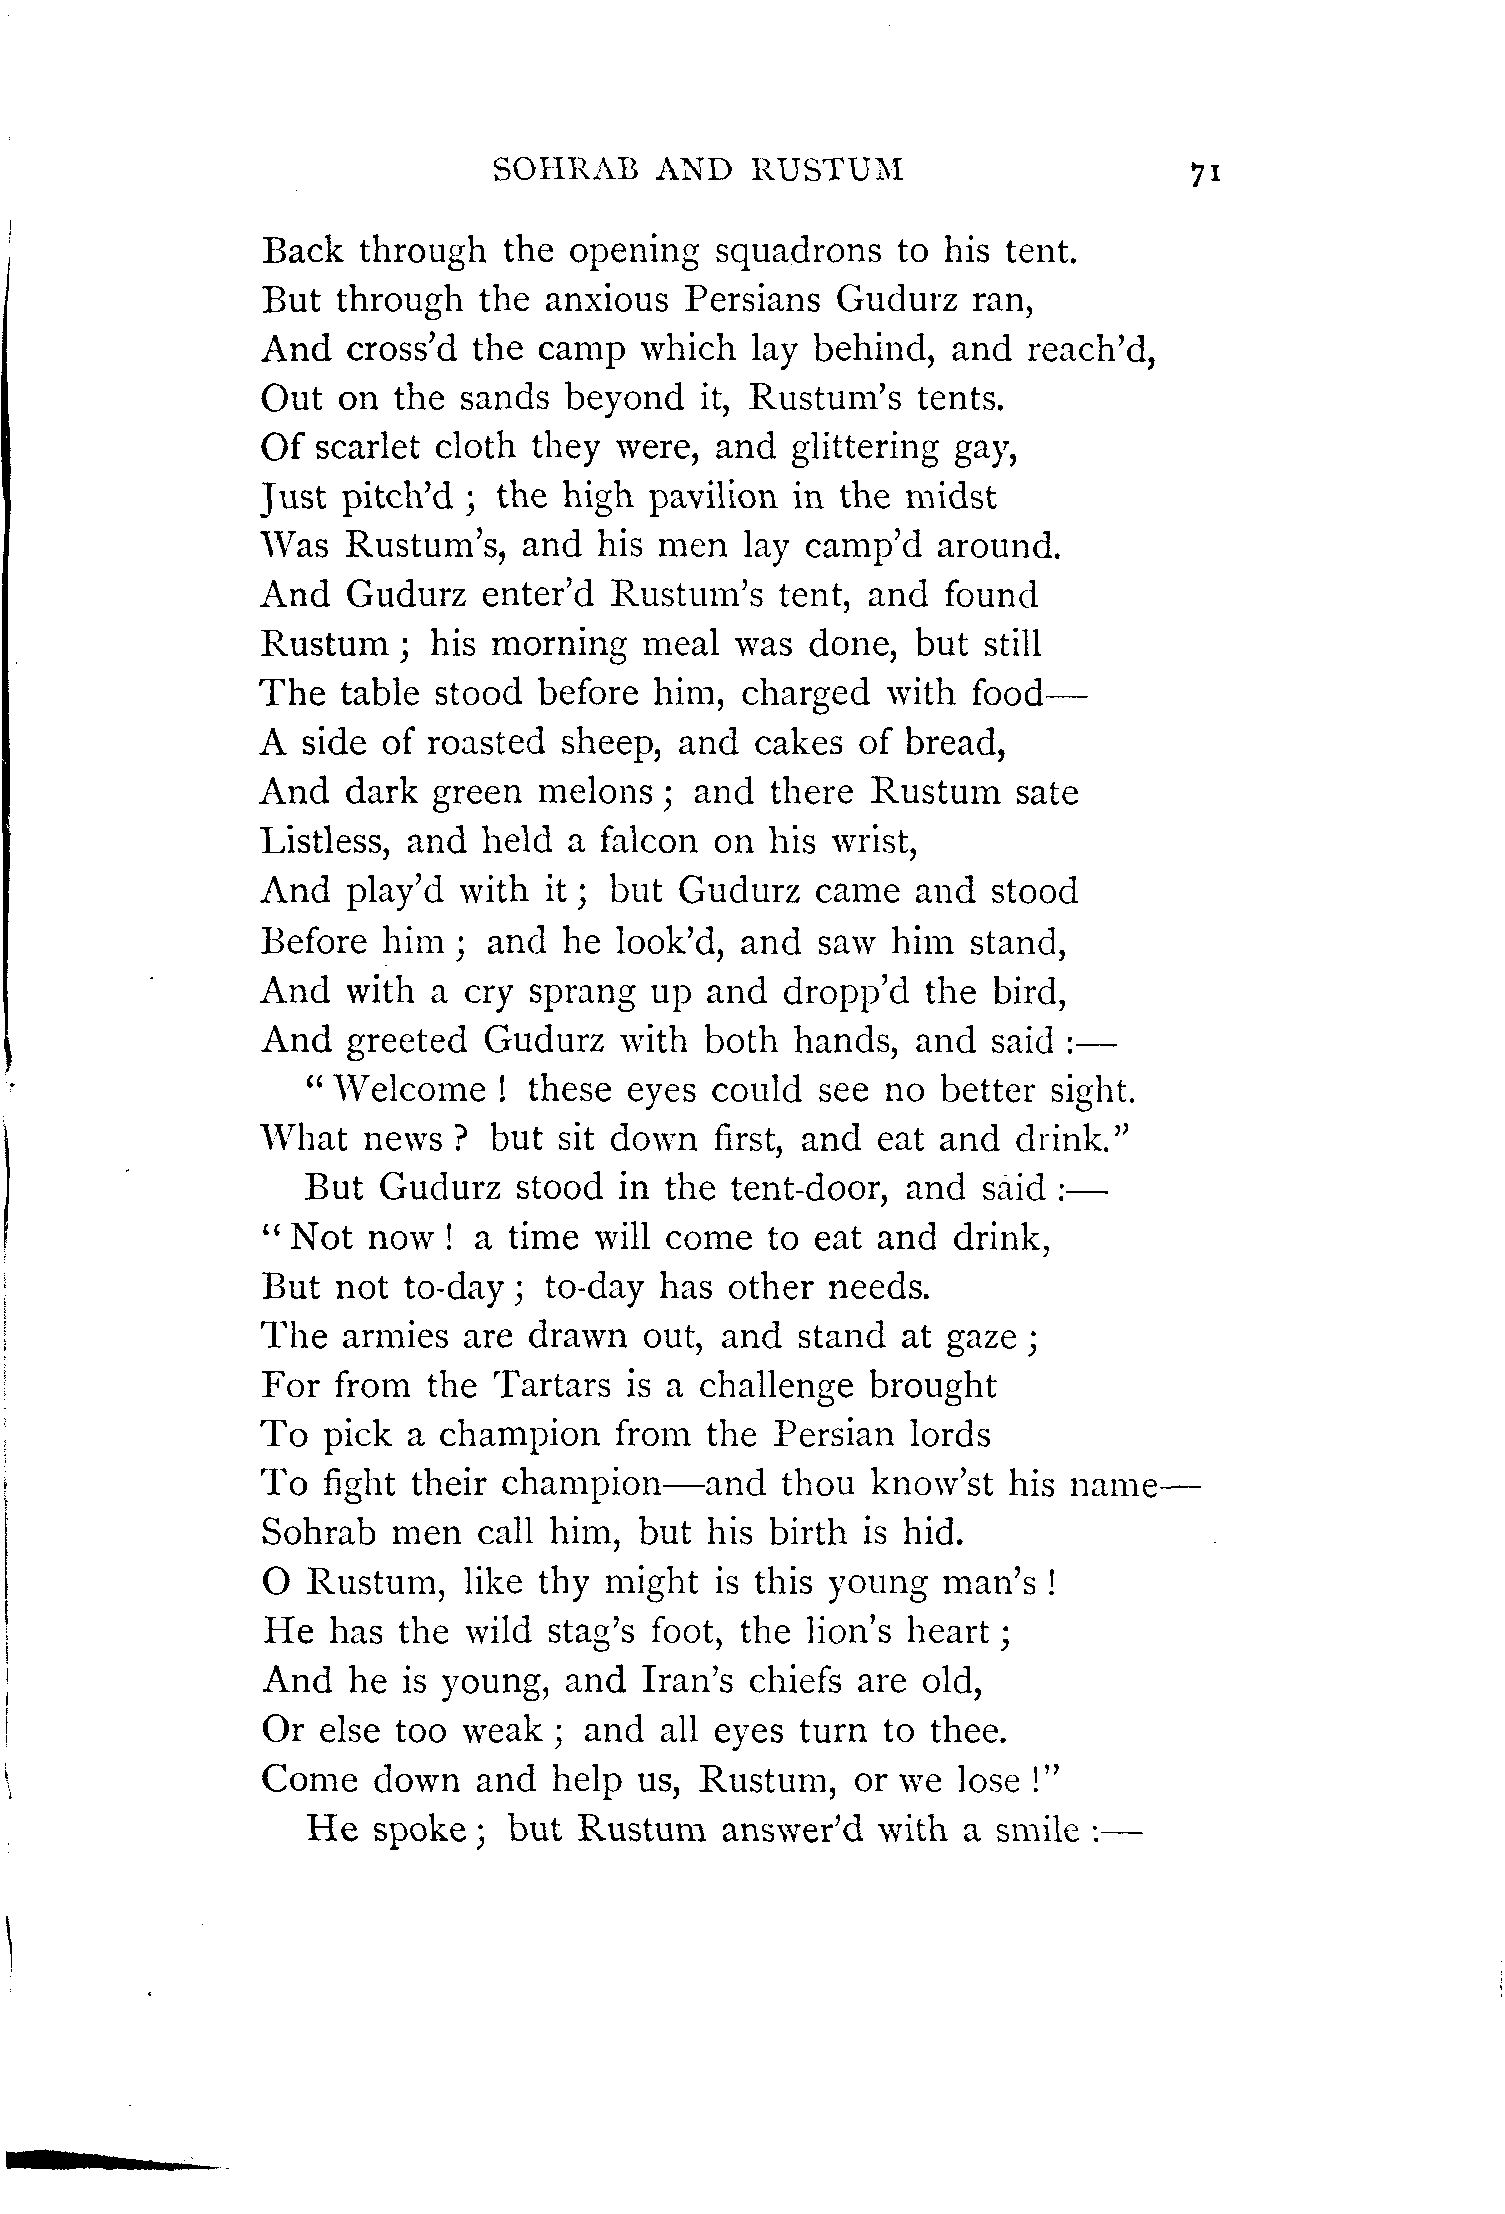 SOHRAB AND RUSTUM 71
Back through the opening squadrons to his tent.
But through the anxious Persians Gudurz ran,
And cross’d the camp which lay behind, and reach’d,
Out on the sands beyond it, Rustum’s tents.
Of scarlet cloth they were, and glittering gay,
Just pitch’d ; the high pavilion in the midst
Was Rustum’s, and his men lay camp’d around.
And Gudurz enter’d Rustum’s tent, and found
Rustum ; his morning meal was done, but still
The table stood before him, charged with food—
A side of roasted sheep, and cakes of bread,
And dark green melons ; and there Rustum sate
Listless, and held a falcon on his wrist,
And play’d with it ; but Gudurz came and stood
Before him ; and he look’d, and saw him stand,
And with a cry sprang up and dropp’d the bird,
And greeted Gudurz with both hands, and said :—
“ Welcome ! these eyes could see no better sight.
What news ? but sit down first, and eat and drink.”
But Gudurz stood in the tent-door, and said :—
“ Not now ! a time will come to eat and drink,
But not to-day ; to-day has other needs.
The armies are drawn out, and stand at gaze ;
For from the Tartars is a challenge brought
To pick a champion from the Persian lords
To fight their champion—and thou know’st his name—
Sohrab men call him, but his birth is hid.
O Rustum, like thy might is this young man’s !
He has the wild stag’s foot, the lion’s heart ;
And he is young, and Iran’s chiefs are old,
Or else too weak ; and all eyes turn to thee.
Come down and help us, Rustum, or we lose !”
He spoke ; but Rustum answer’d with a smile :—